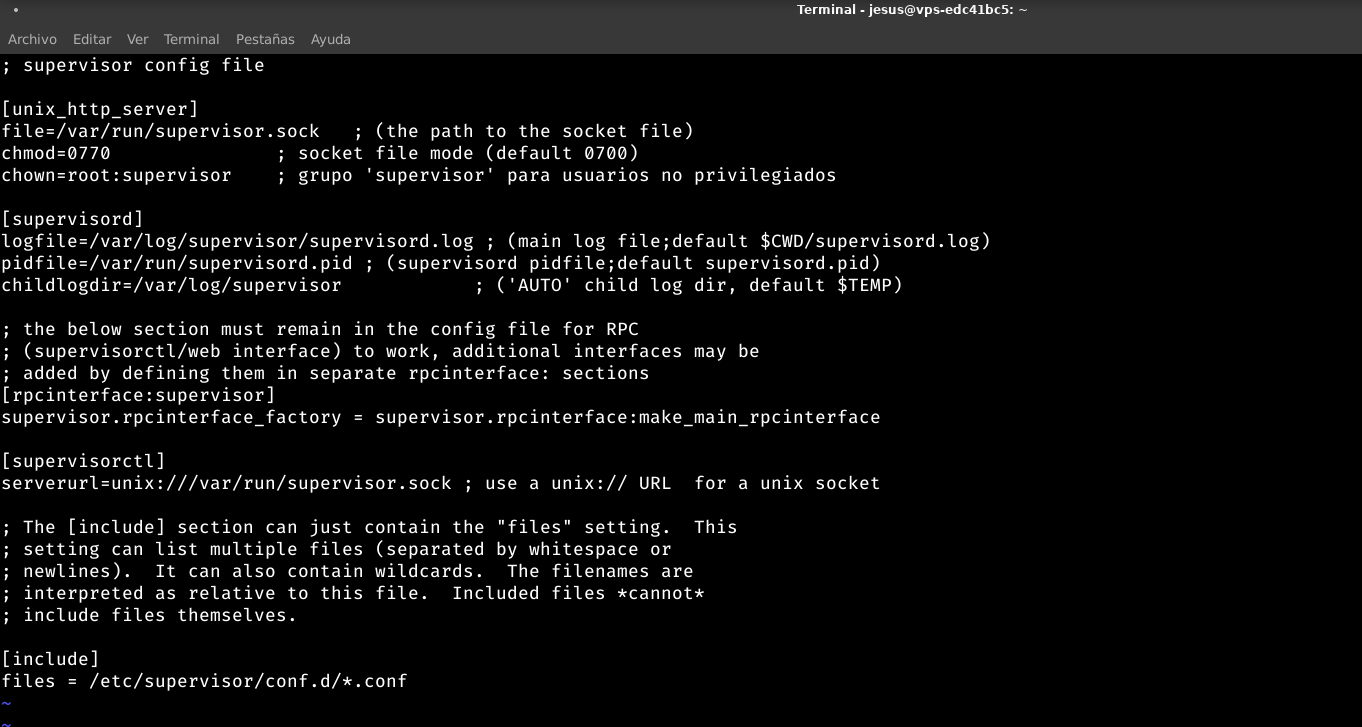 Terminal - jesus@vps-edc41bc5: ~
Archivo Editar Ver Terminal Pestañas Ayuda
; supervisor config file
[unix_http_server]
file=/var/run/supervisor.sock   ; (the path to the socket file)
chmod=0770               ; socket file mode (default 0700)
chown=root:supervisor    ; grupo 'supervisor' para usuarios no privilegiados
[supervisord]
logfile=/var/log/supervisor/supervisord.log ; (main log file;default $CWD/supervisord.log)
pidfile=/var/run/supervisord.pid ; (supervisord pidfile;default supervisord.pid)
childlogdir=/var/log/supervisor            ; ('AUTO' child log dir, default $TEMP)
; the below section must remain in the config file for RPC
; (supervisorctl/web interface) to work, additional interfaces may be
; added by defining them in separate rpcinterface: sections
[rpcinterface:supervisor]
supervisor.rpcinterface_factory = supervisor.rpcinterface:make_main_rpcinterface
[supervisorctl]
serverurl=unix:///var/run/supervisor.sock ; use a unix:// URL  for a unix socket
; The [include] section can just contain the "files" setting.  This
; setting can list multiple files (separated by whitespace or
; newlines).  It can also contain wildcards.  The filenames are
; interpreted as relative to this file.  Included files *cannot*
; include files themselves.
[include]
files = /etc/supervisor/conf.d/*.conf
~
~